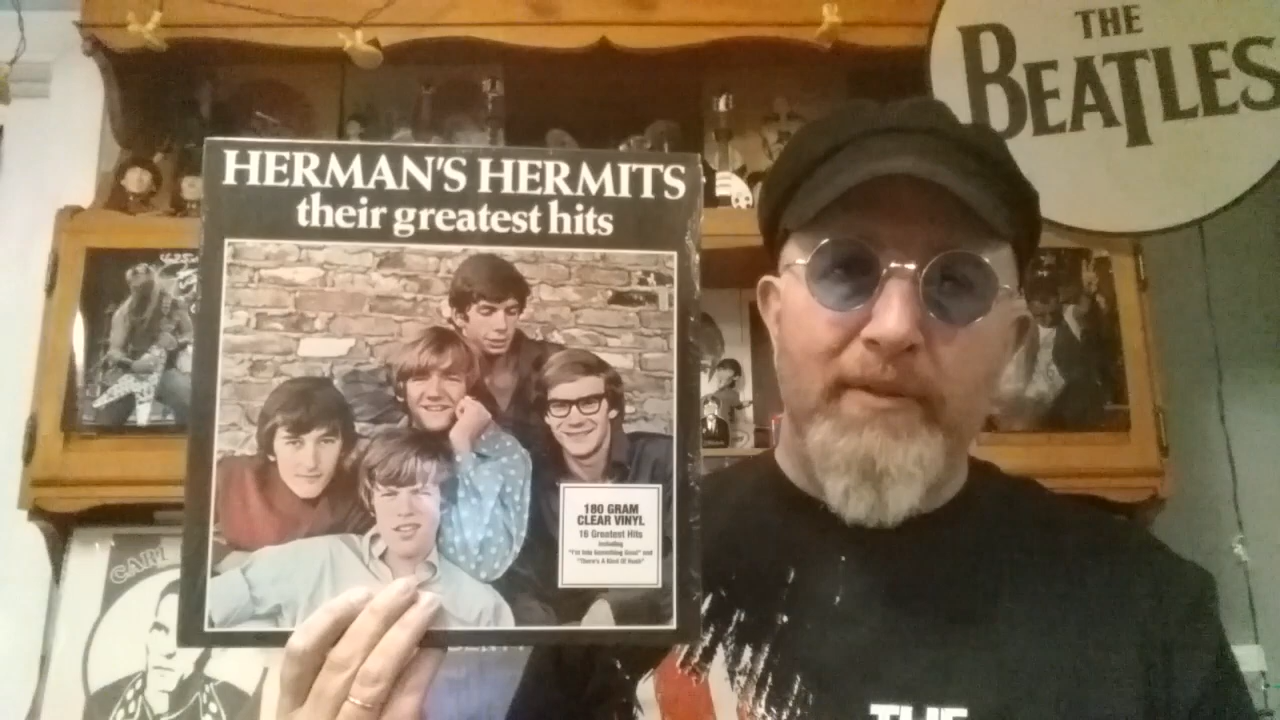 THE
BEATLES
HERMAN'S HERMITS
their greatest hits
180 GRAM
CLEAR VINYL
16 Greatest Hits
including
"I'm Into Something Good" and
"There's A Kind Of Hush"
THE